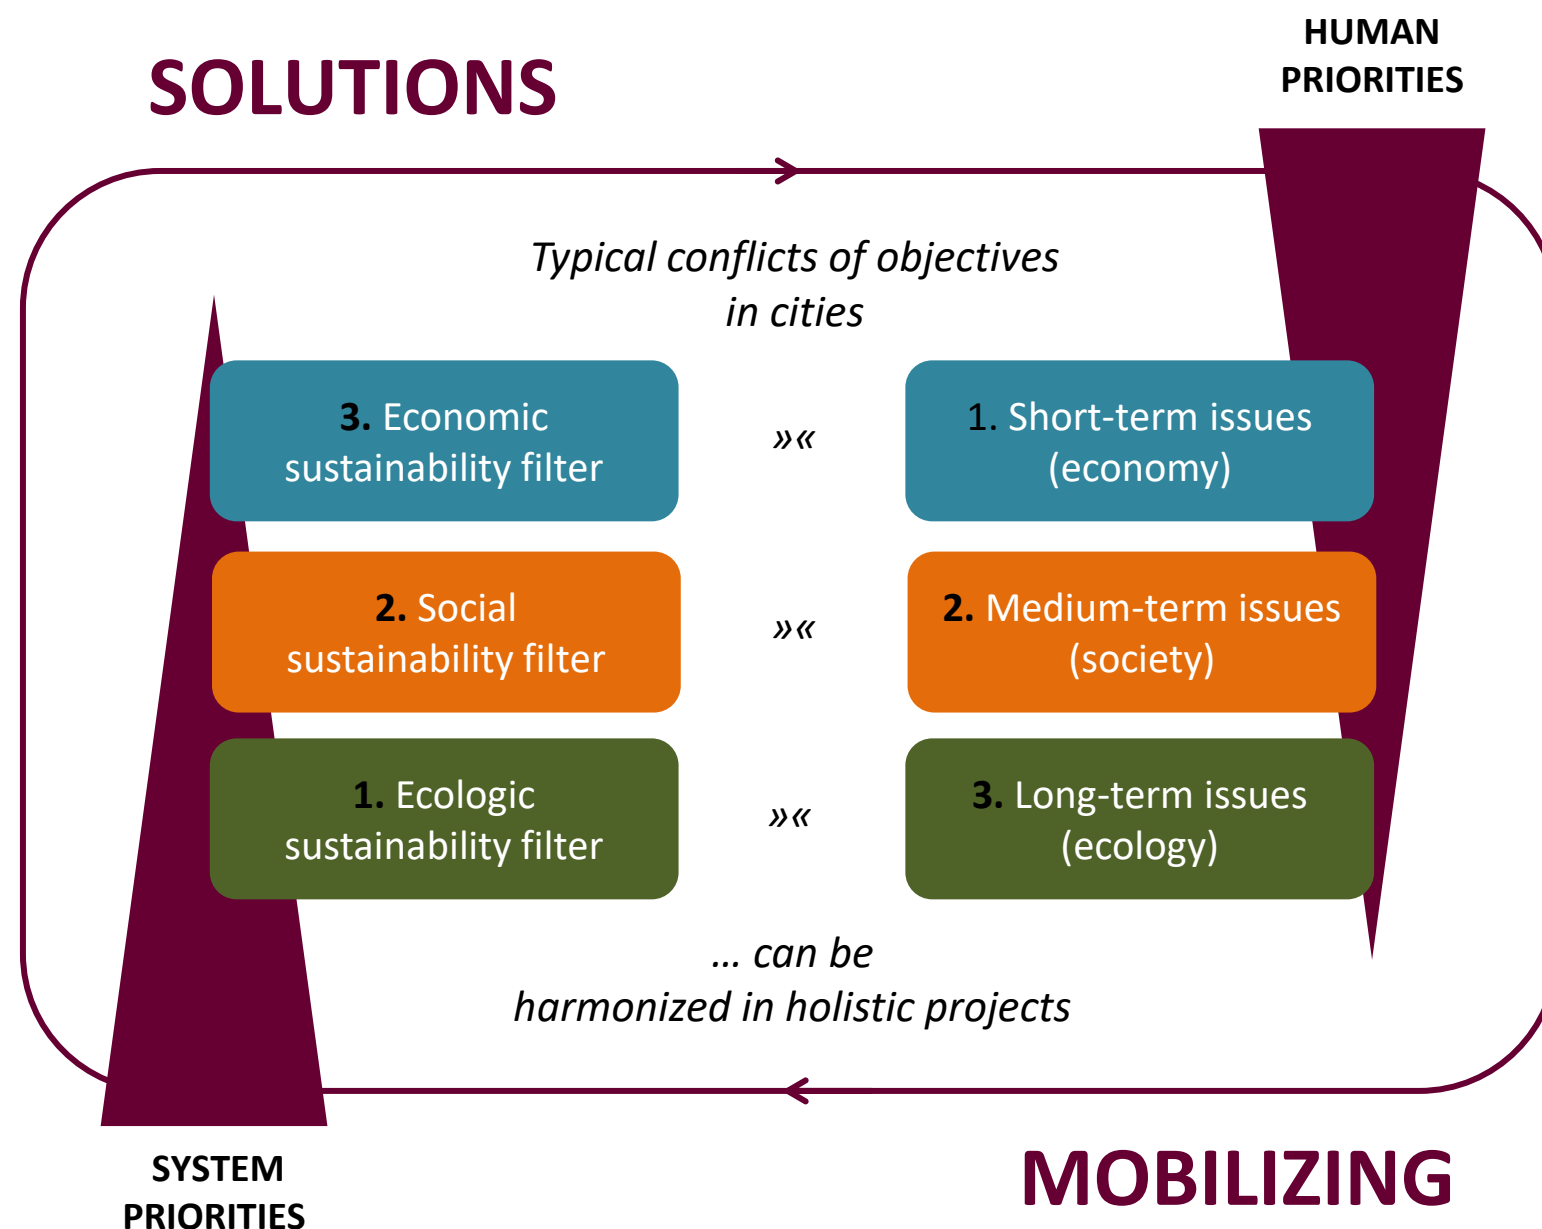 SOLUTIONS
HUMAN
PRIORITIES
Typical conflicts of objectives
in cities
3. Economic
sustainability filter
»«
1. Short-term issues
(economy)
2. Social
sustainability filter
»«
2. Medium-term issues
(society)
1. Ecologic
sustainability filter
»«
3. Long-term issues
(ecology)
... can be
harmonized in holistic projects
SYSTEM
PRIORITIES
MOBILIZING